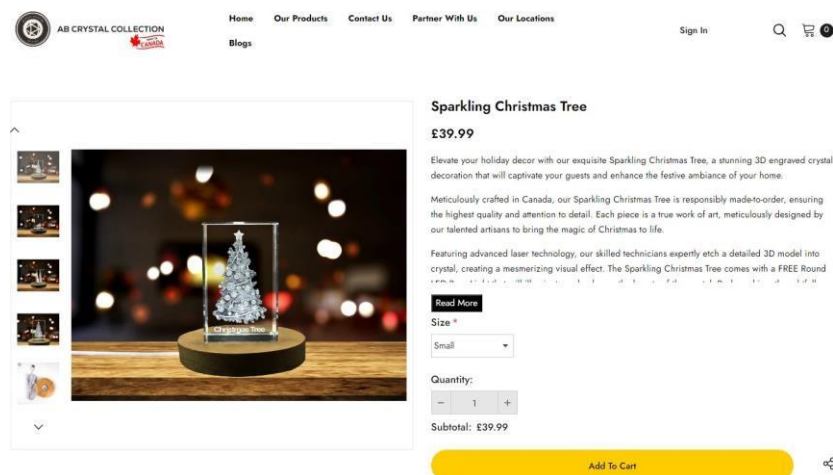 AB CRYSTAL COLLECTION
CANADA
Home Our Products Contact Us Partner With Us Our Locations
Blogs
Sign In
0
Sparkling Christmas Tree
£39.99
Elevate your holiday decor with our exquisite Sparkling Christmas Tree, a stunning 3D engraved crystal
decoration that will captivate your guests and enhance the festive ambiance of your home.
Meticulously crafted in Canada, our Sparkling Christmas Tree is responsibly made-to-order, ensuring
the highest quality and attention to detail. Each piece is a true work of art, meticulously designed by
our talented artisans to bring the magic of Christmas to life.
Featuring advanced laser technology, our skilled technicians expertly etch a detailed 3D model into
crystal, creating a mesmerizing visual effect. The Sparkling Christmas Tree comes with a FREE Round
Read More
Size *
Small
Quantity:
- 1 +
Subtotal: £39.99
Add To Cart
Christmas Tree